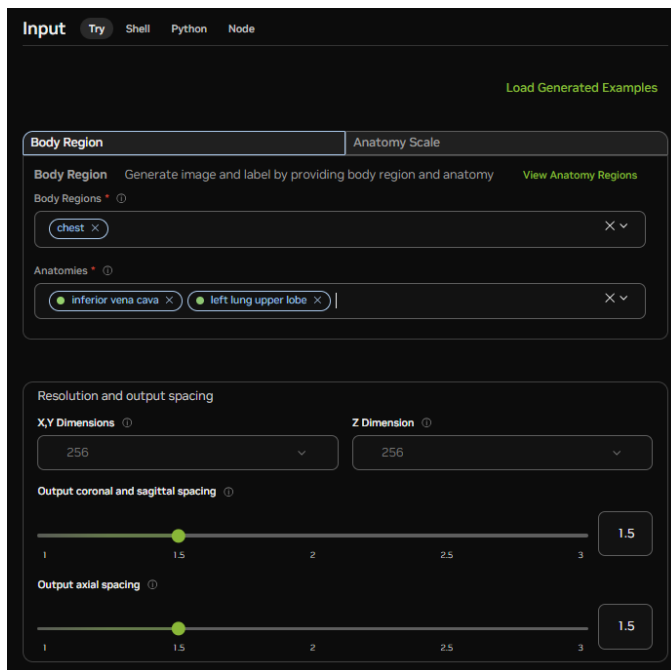 Input Try Shell Python Node
Load Generated Examples
Body Region Anatomy Scale
Body Region Generate image and label by providing body region and anatomy View Anatomy Regions
Body Regions *
chest
Anatomies *
inferior vena cava left lung upper lobe
Resolution and output spacing
X,Y Dimensions Z Dimension
256 256
Output coronal and sagittal spacing
1.5
1 1.5 2 2.5 3
Output axial spacing
1.5
1 1.5 2 2.5 3